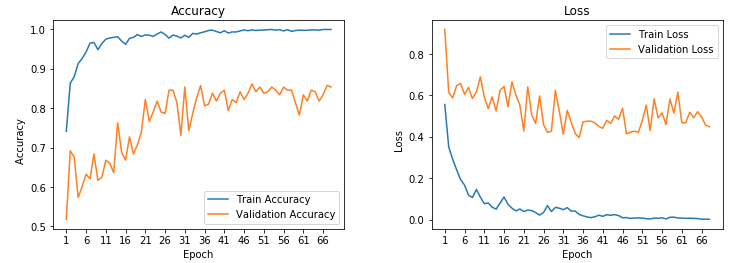 Accuracy
1.0
0.9
0.8
0.7
0.6
0.5
Accuracy
Train Accuracy
Validation Accuracy
1 6 11 16 21 26 31 36 41 46 51 56 61 66
Epoch
Loss
0.8
0.6
0.4
0.2
0.0
Loss
Train Loss
Validation Loss
1 6 11 16 21 26 31 36 41 46 51 56 61 66
Epoch